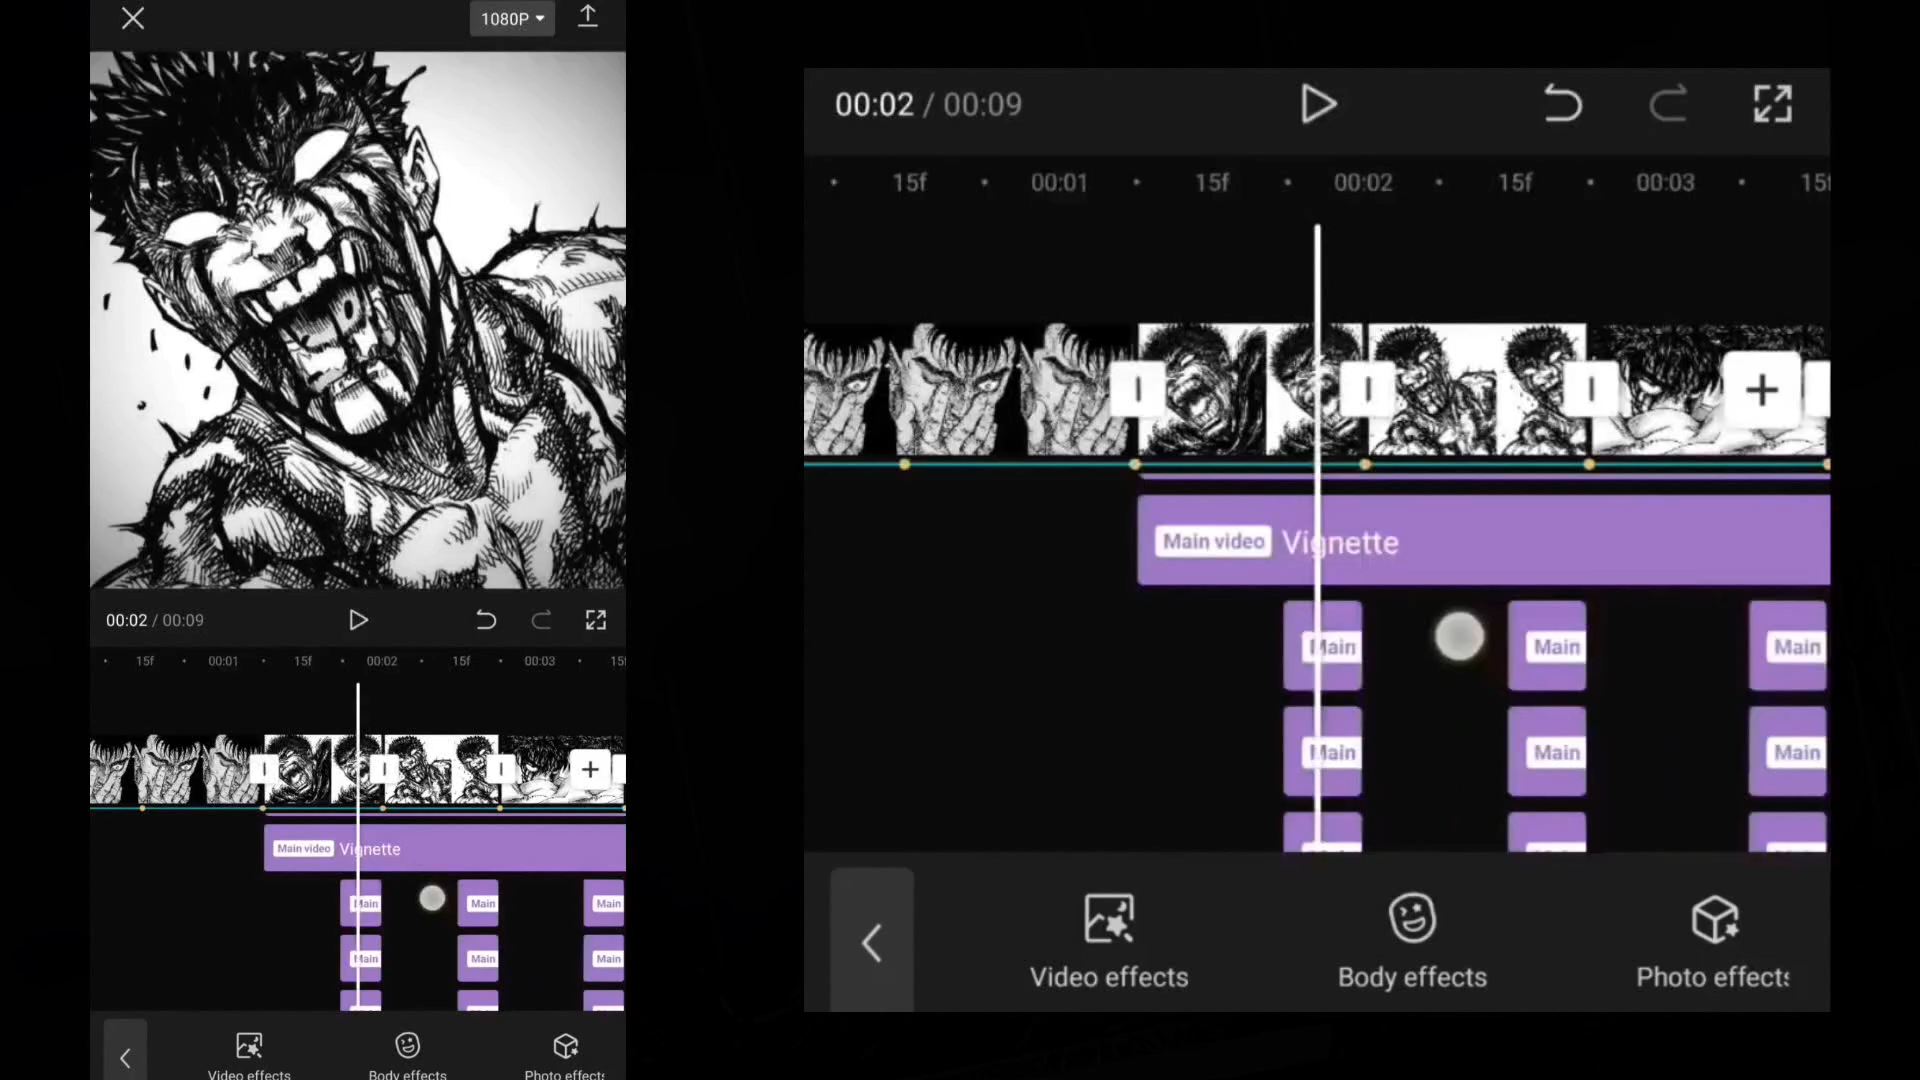 1080P
00:02 / 00:09
15f 00:01 15f 00:02 15f 00:03 15f
Main video Vignette
Main Main Main
Main Main Main
Video effects Body effects Photo effects
00:02 / 00:09
15f 00:01 15f 00:02 15f 00:03 15f
Main video Vignette
Main Main Main
Main Main Main
Video effects Body effects Photo effects